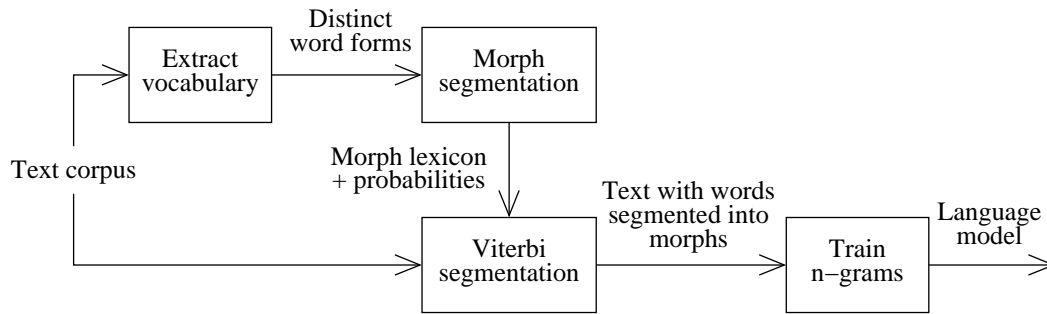 Distinct
word forms
Extract
vocabulary
Morph
segmentation
Text corpus
Morph lexicon
+ probabilities
Text with words
segmented into
morphs
Language
model
Viterbi
segmentation
Train
n−grams